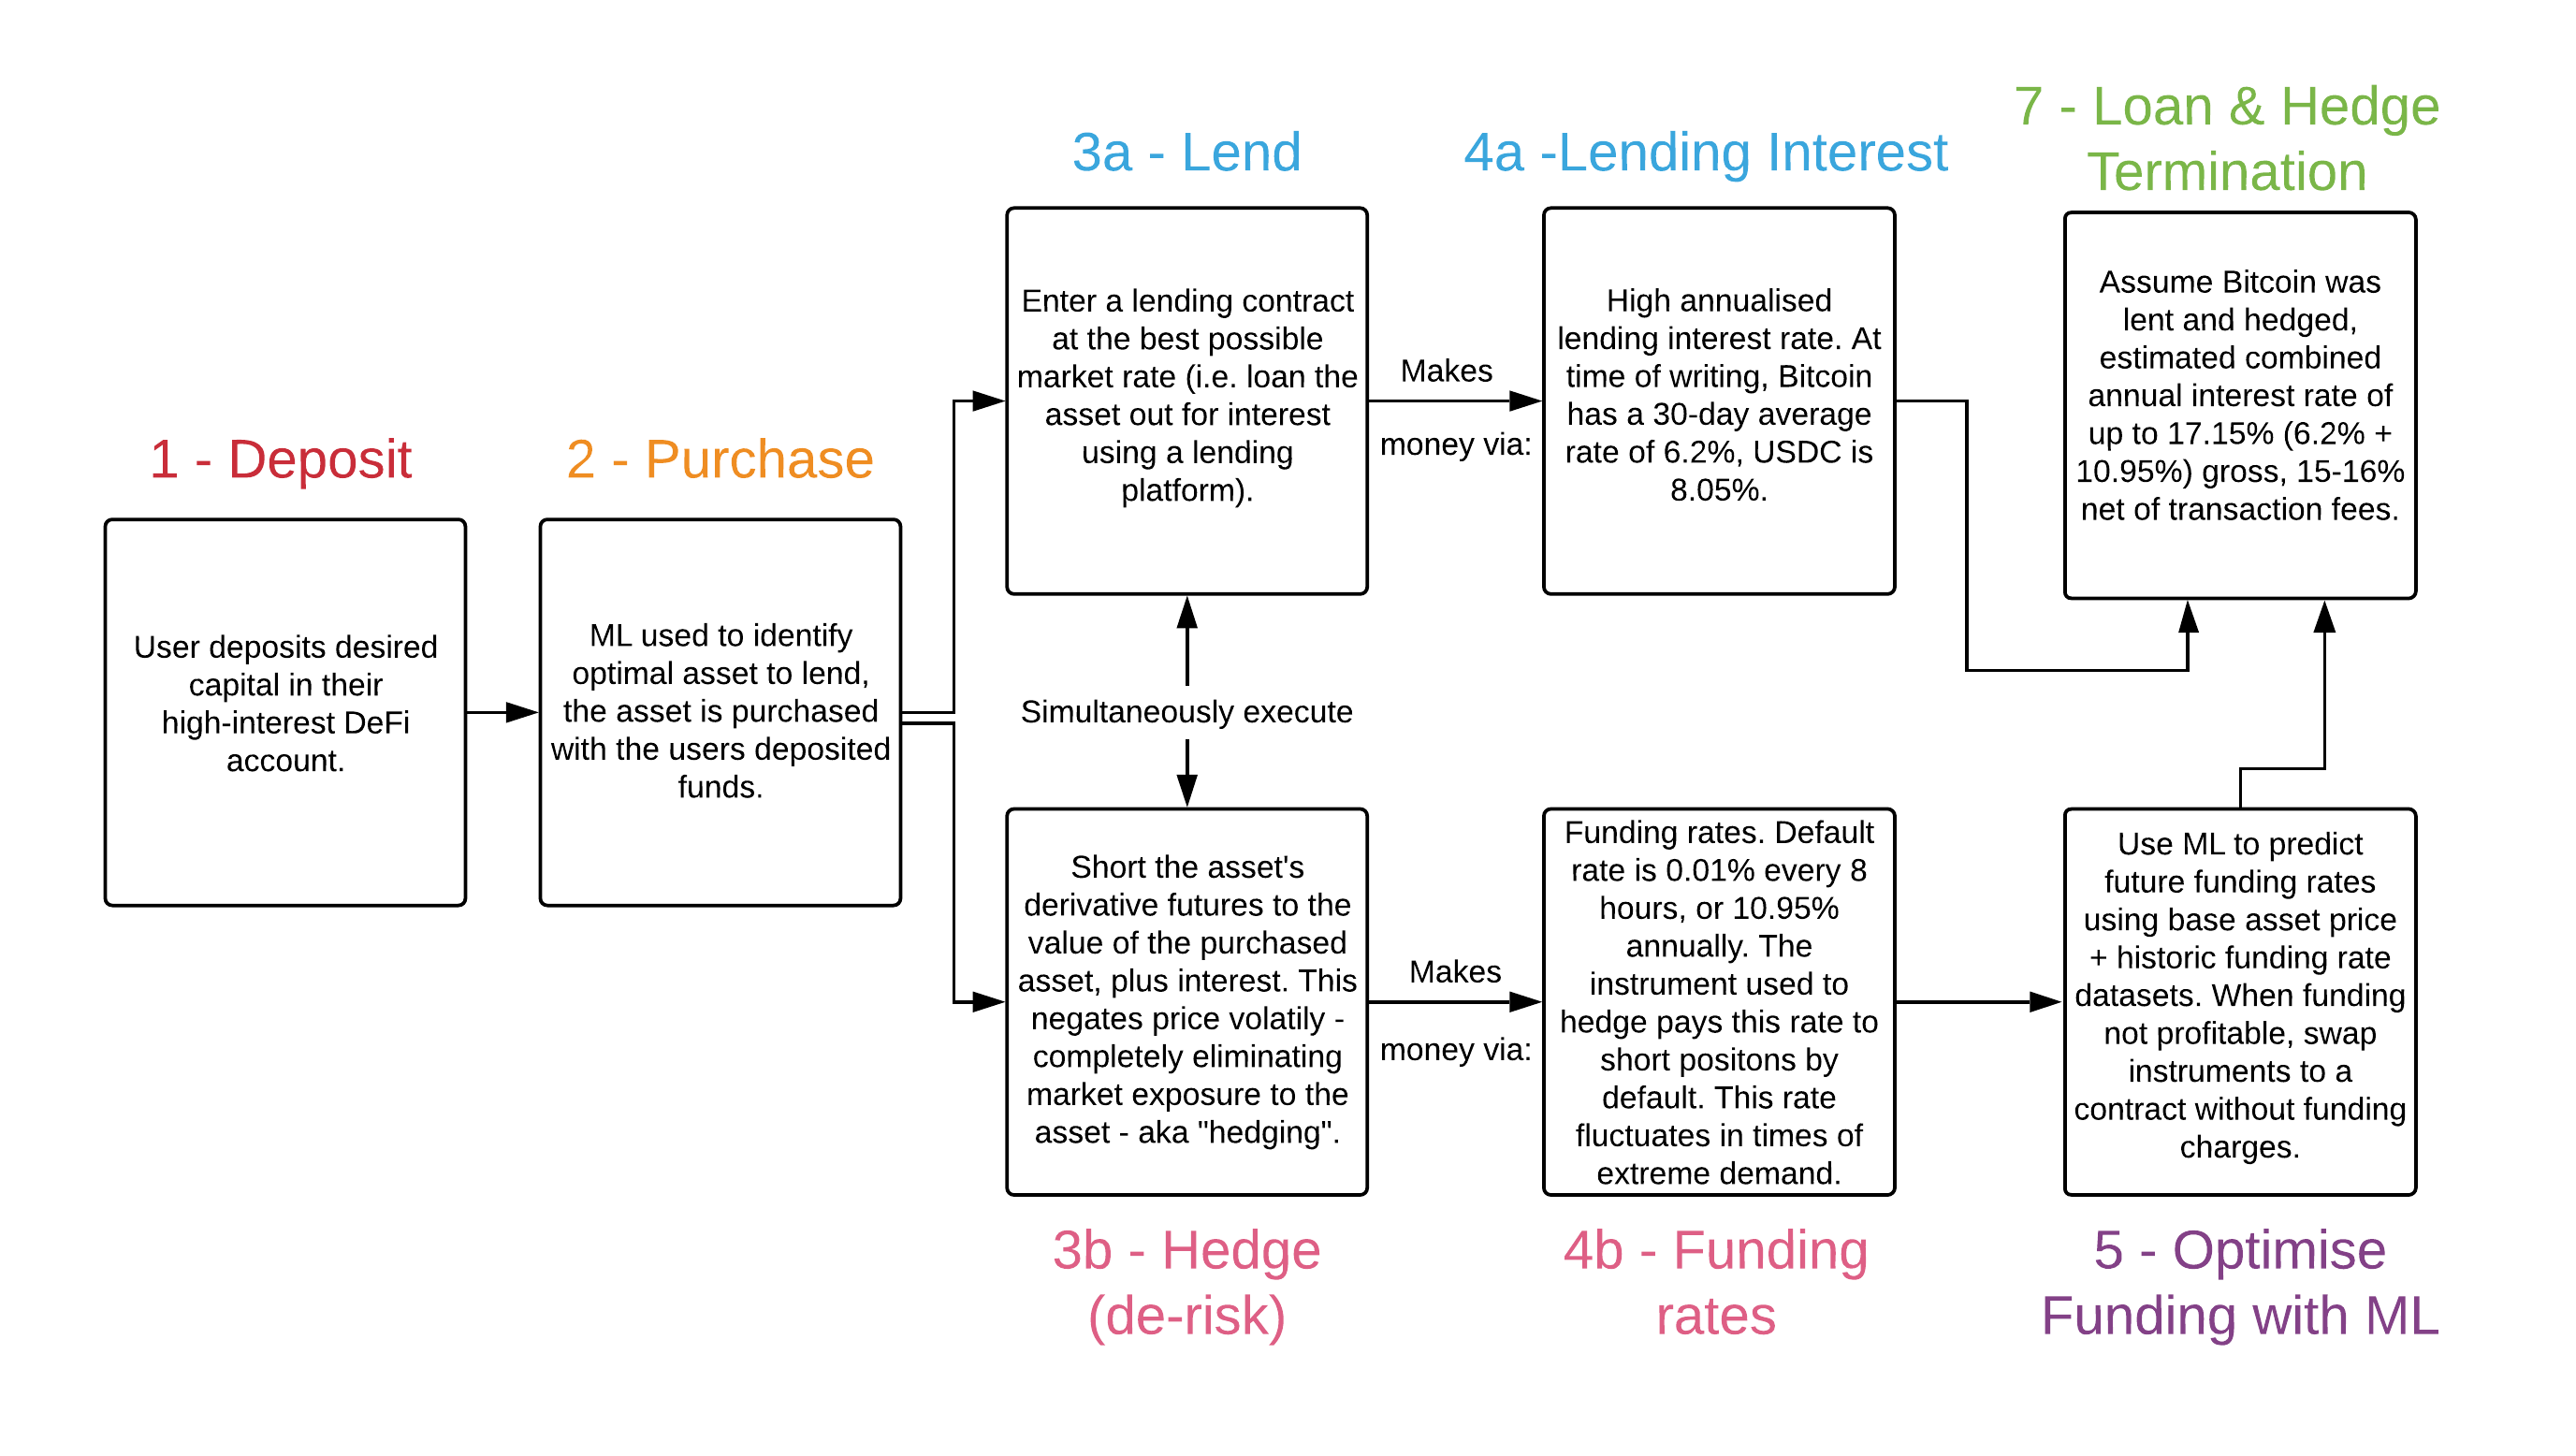 1 - Deposit
User deposits desired
capital in their
high-interest DeFi
account.
2 - Purchase
ML used to identify
optimal asset to lend,
the asset is purchased
with the users deposited
funds.
3a - Lend
Enter a lending contract
at the best possible
market rate (i.e. loan the
asset out for interest
using a lending
platform).
Simultaneously execute
Short the asset's
derivative futures to the
value of the purchased
asset, plus interest. This
negates price volatily -
completely eliminating
market exposure to the
asset - aka "hedging".
3b - Hedge
(de-risk)
Makes
money via:
4a -Lending Interest
High annualised
lending interest rate. At
time of writing, Bitcoin
has a 30-day average
rate of 6.2%, USDC is
8.05%.
Makes
money via:
Funding rates. Default
rate is 0.01% every 8
hours, or 10.95%
annually. The
instrument used to
hedge pays this rate to
short positons by
default. This rate
fluctuates in times of
extreme demand.
4b - Funding
rates
Use ML to predict
future funding rates
using base asset price
+ historic funding rate
datasets. When funding
not profitable, swap
instruments to a
contract without funding
charges.
5 - Optimise
Funding with ML
7 - Loan & Hedge
Termination
Assume Bitcoin was
lent and hedged,
estimated combined
annual interest rate of
up to 17.15% (6.2% +
10.95%) gross, 15-16%
net of transaction fees.